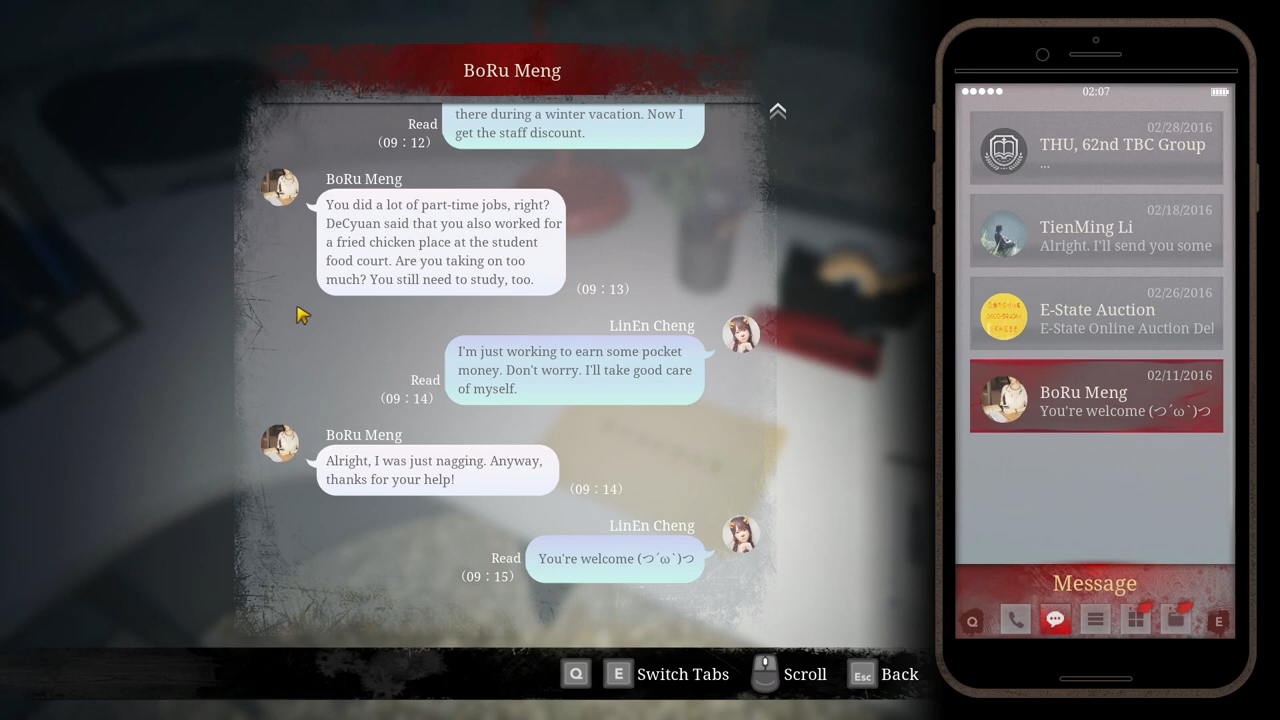 BoRu Meng
there during a winter vacation. Now I
get the staff discount.
Read
(09：12)
BoRu Meng
You did a lot of part-time jobs, right?
DeCyuan said that you also worked for
a fried chicken place at the student
food court. Are you taking on too
much? You still need to study, too.
(09：13)
LinEn Cheng
I'm just working to earn some pocket
money. Don't worry. I'll take good care
of myself.
Read
(09：14)
BoRu Meng
Alright, I was just nagging. Anyway,
thanks for your help!
(09：14)
LinEn Cheng
You're welcome (つ´ω`)つ
Read
(09：15)
Q
E
Switch Tabs
Scroll
Esc
Back
02:07
02/28/2016
THU, 62nd TBC Group
...
02/18/2016
TienMing Li
Alright. I'll send you some
02/26/2016
E-State Auction
E-State Online Auction Del
02/11/2016
BoRu Meng
You're welcome (つ´ω`)つ
Message
Q
E